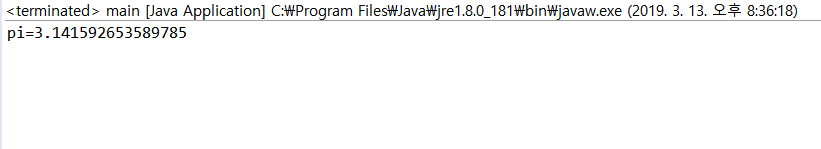 <terminated> main [Java Application] C:₩Program Files₩Java₩jre1.8.0_181₩bin₩javaw.exe (2019. 3. 13. 오후 8:36:18)
pi=3.141592653589785